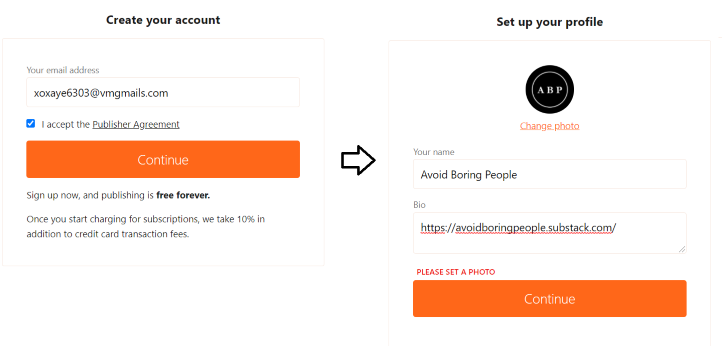 Create your account
Your email address
xoxaye6303@vmgmails.com
I accept the Publisher Agreement
Continue
Sign up now, and publishing is free forever.
Once you start charging for subscriptions, we take 10% in
addition to credit card transaction fees.
Set up your profile
ABP
Change photo
Your name
Avoid Boring People
Bio
https://avoidboringpeople.substack.com/
PLEASE SET A PHOTO
Continue